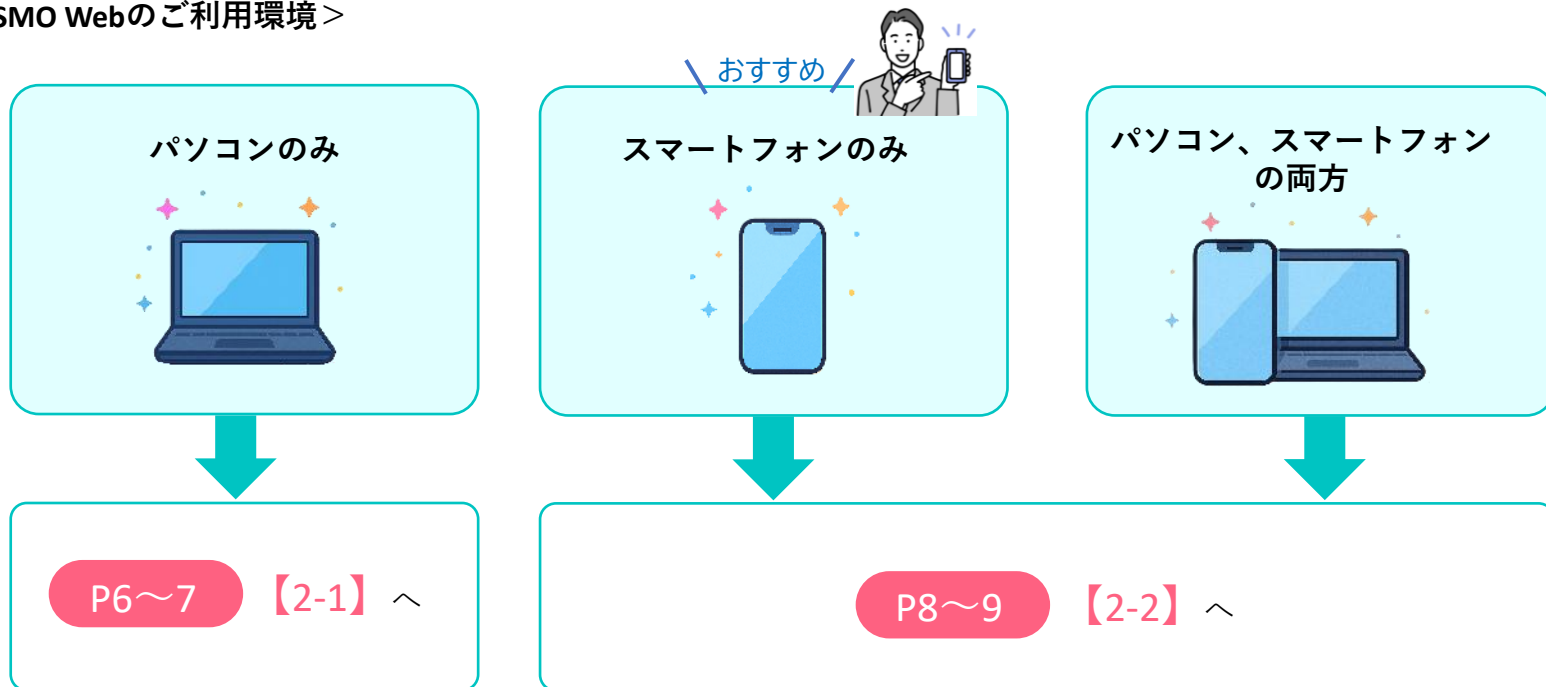 SMO Webのご利用環境＞
おすすめ
パソコンのみ
スマートフォンのみ
パソコン、スマートフォン
の両方
P6～7 【2-1】 へ
P8～9 【2-2】 へ